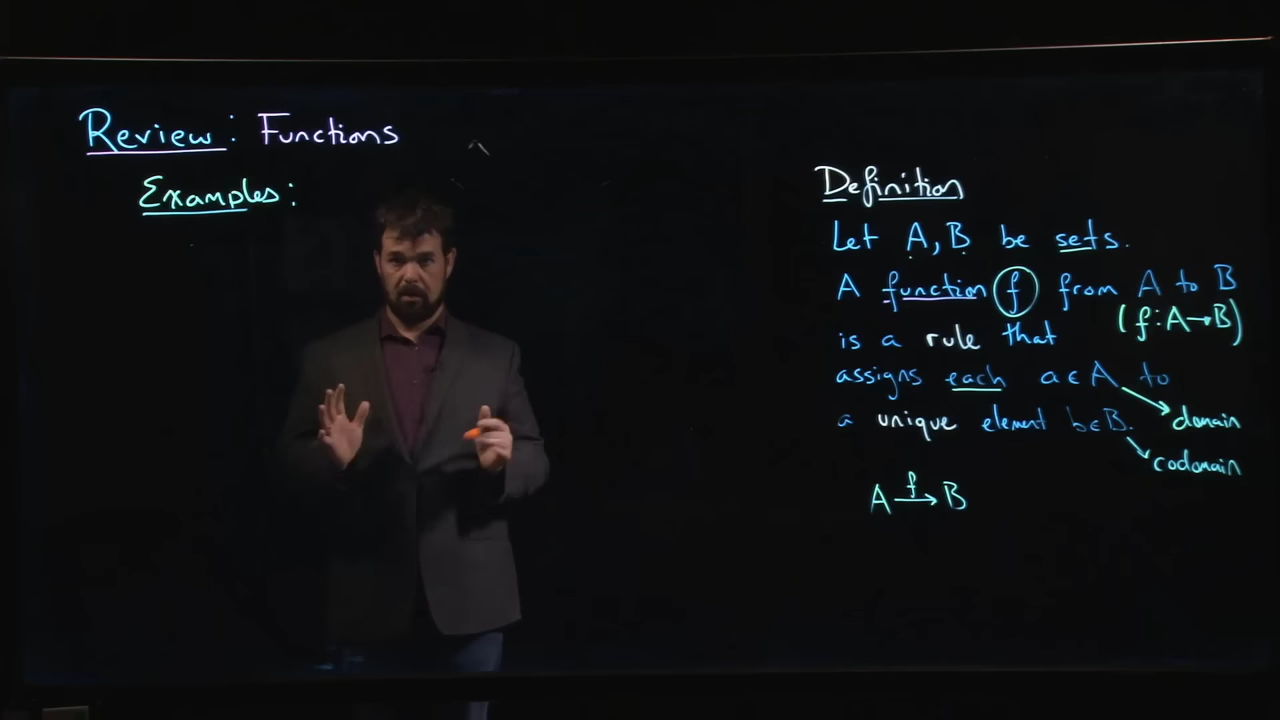 Review: Functions
Examples:
Definition
Let A, B be sets.
A function f from A to B
(f: A→B)
is a rule that
assigns each a∈A to
domain
a unique element b∈B.
codomain
A f→ B